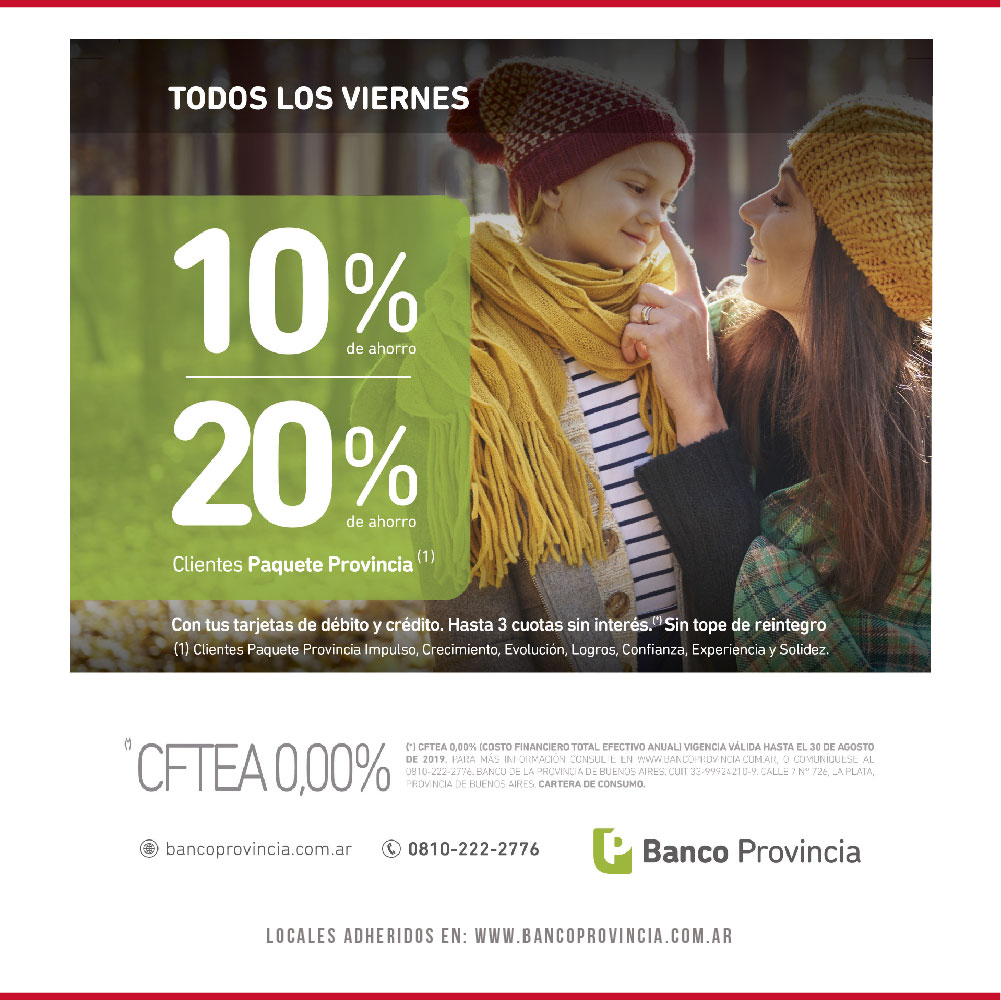 TODOS LOS VIERNES
10%
de ahorro
20%
de ahorro
Clientes Paquete Provincia (1)
Con tus tarjetas de débito y crédito. Hasta 3 cuotas sin interés.(*) Sin tope de reintegro
(1) Clientes Paquete Provincia Impulso, Crecimiento, Evolución, Logros, Confianza, Experiencia y Solidez.
(*) CFTEA 0,00%
(*) CFTEA 0,00% (COSTO FINANCIERO TOTAL EFECTIVO ANUAL) VIGENCIA VÁLIDA HASTA EL 30 DE AGOSTO
DE 2019. PARA MÁS INFORMACIÓN CONSULTE EN WWW.BANCOPROVINCIA.COM.AR, O COMUNÍQUESE AL
0810-222-2776. BANCO DE LA PROVINCIA DE BUENOS AIRES, CUIT 33-99924210-9. CALLE 7 N° 726, LA PLATA,
PROVINCIA DE BUENOS AIRES. CARTERA DE CONSUMO.
bancoprovincia.com.ar
0810-222-2776
Banco Provincia
LOCALES ADHERIDOS EN: WWW.BANCOPROVINCIA.COM.AR